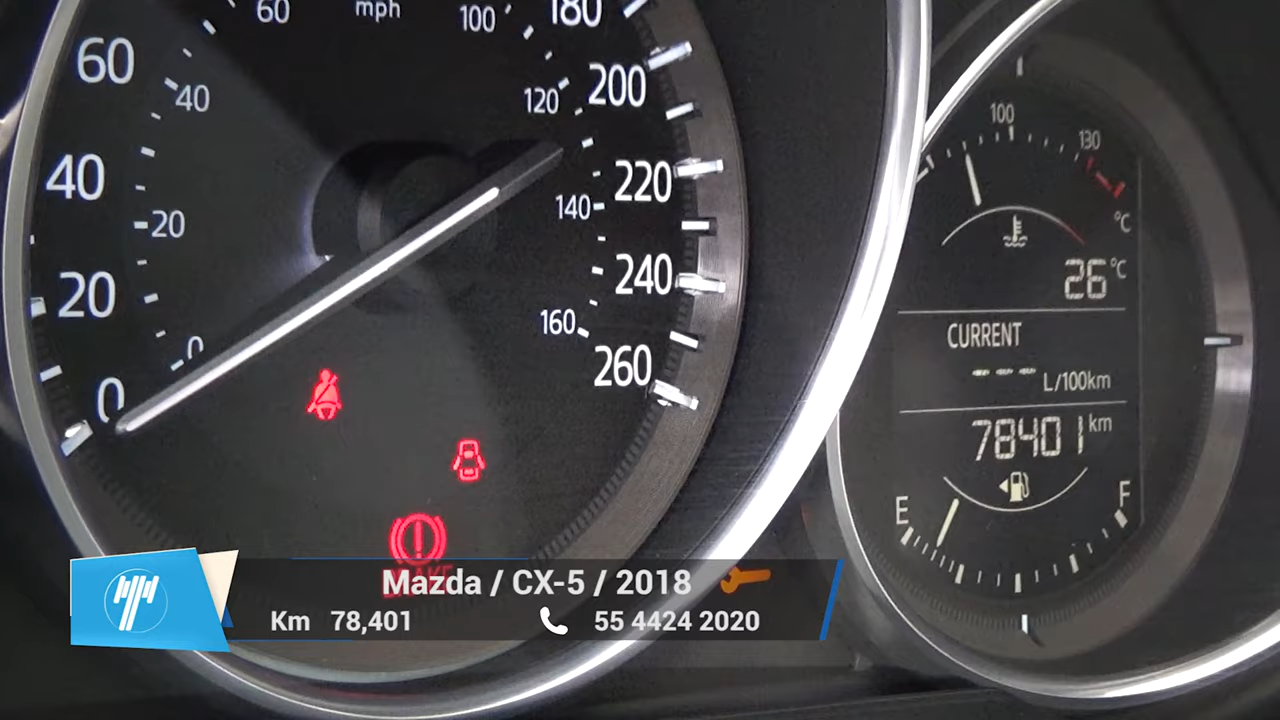 60
mph
100
180
60
40
120
200
40
220
20
140
20
240
160
0
260
0
100
130
°C
26 °C
CURRENT
--- L/100km
78401 km
E
F
Mazda / CX-5 / 2018
Km 78,401
55 4424 2020